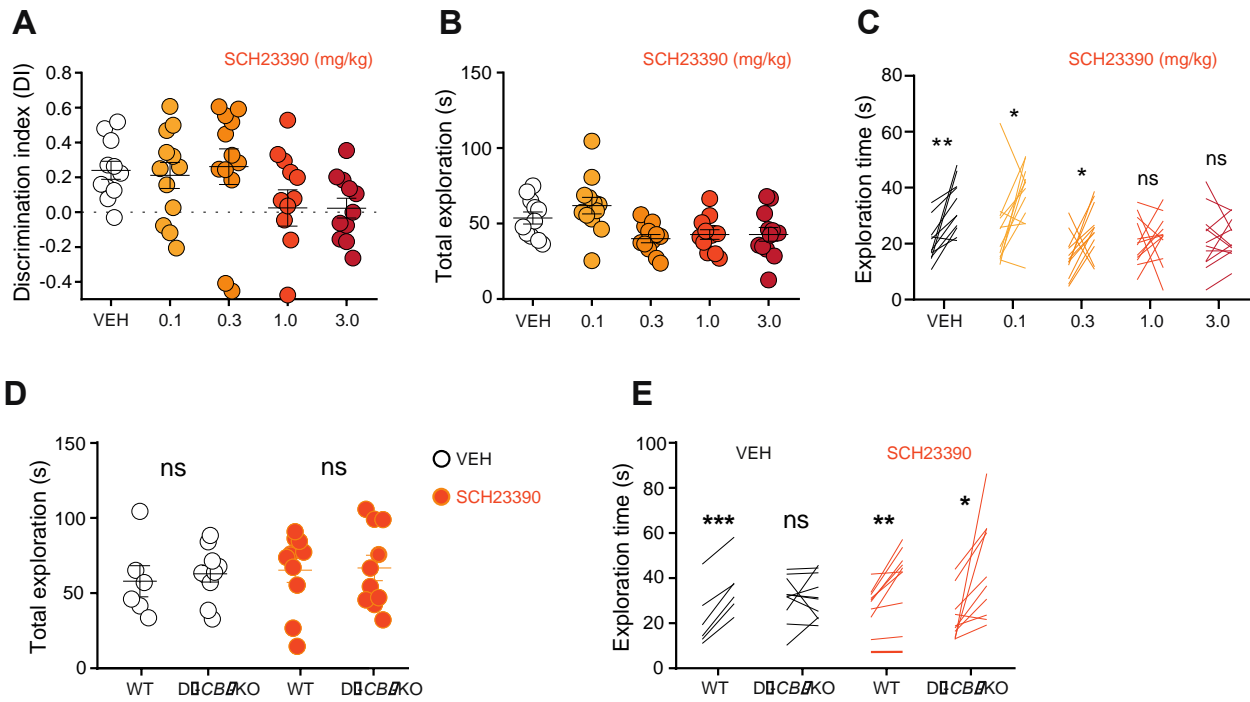 A
SCH23390 (mg/kg)
Discrimination index (DI)
0.8
0.6
0.4
0.2
0.0
-0.2
-0.4
VEH 0.1 0.3 1.0 3.0
B
SCH23390 (mg/kg)
Total exploration (s)
150
100
50
0
VEH 0.1 0.3 1.0 3.0
C
SCH23390 (mg/kg)
Exploration time (s)
80
60
40
20
0
** * * ns ns
VEH 0.1 0.3 1.0 3.0
D
Total exploration (s)
150
100
50
0
ns ns
WT KO WT KO
VEH
SCH23390
E
Exploration time (s)
100
80
60
40
20
0
VEH SCH23390
*** ns ** *
WT KO WT KO